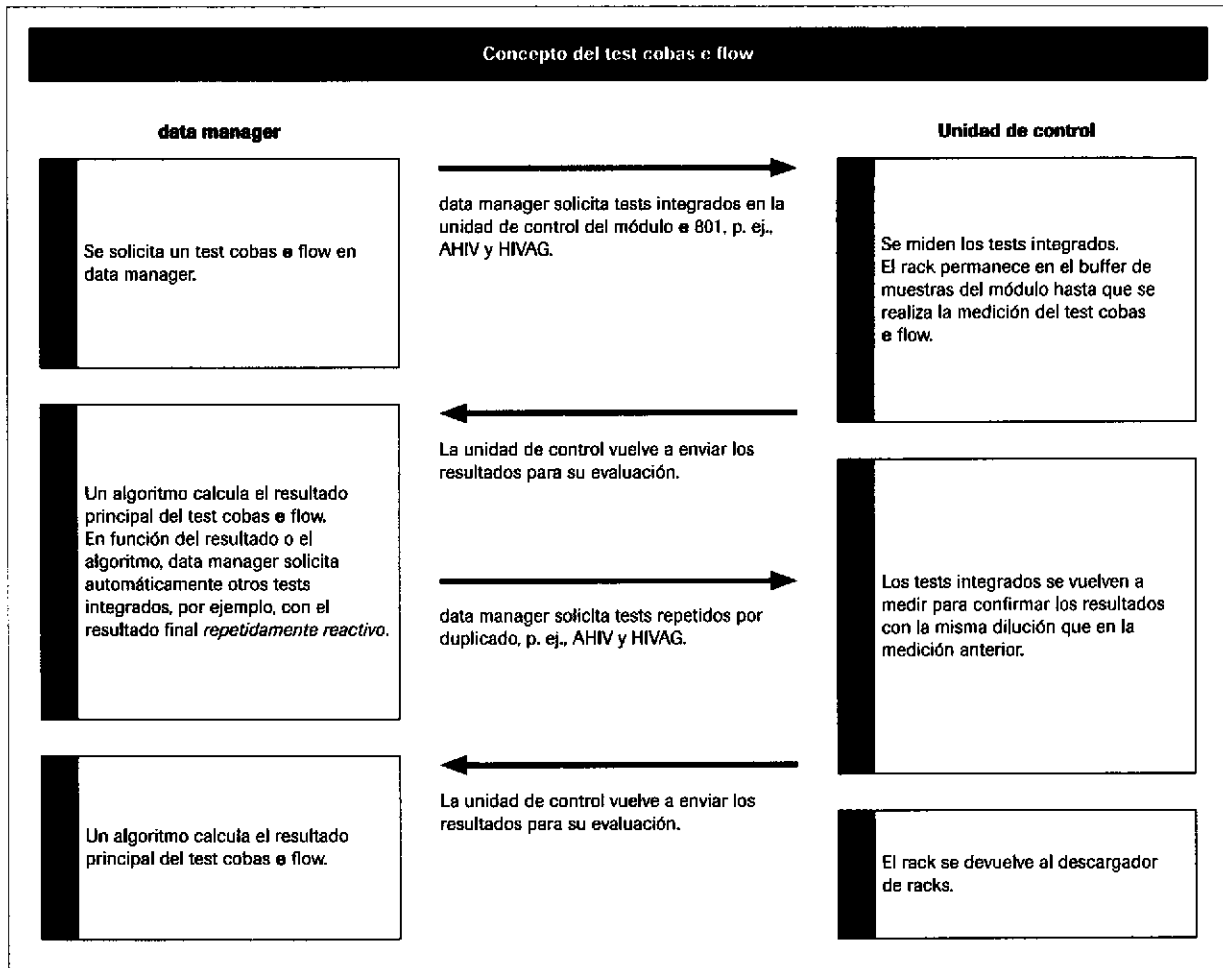 Concepto del test cobas e flow
data manager
Unidad de control
Se solicita un test cobas e flow en
data manager.
data manager solicita tests integrados en la
unidad de control del módulo e 801, p. ej.,
AHIV y HIVAG.
Se miden los tests integrados.
El rack permanece en el buffer de
muestras del módulo hasta que se
realiza la medición del test cobas
e flow.
La unidad de control vuelve a enviar los
resultados para su evaluación.
Un algoritmo calcula el resultado
principal del test cobas e flow.
En función del resultado o el
algoritmo, data manager solicita
automáticamente otros tests
integrados, por ejemplo, con el
resultado final repetidamente reactivo.
data manager solicita tests repetidos por
duplicado, p. ej., AHIV y HIVAG.
Los tests integrados se vuelven a
medir para confirmar los resultados
con la misma dilución que en la
medición anterior.
La unidad de control vuelve a enviar los
resultados para su evaluación.
Un algoritmo calcula el resultado
principal del test cobas e flow.
El rack se devuelve al descargador
de racks.